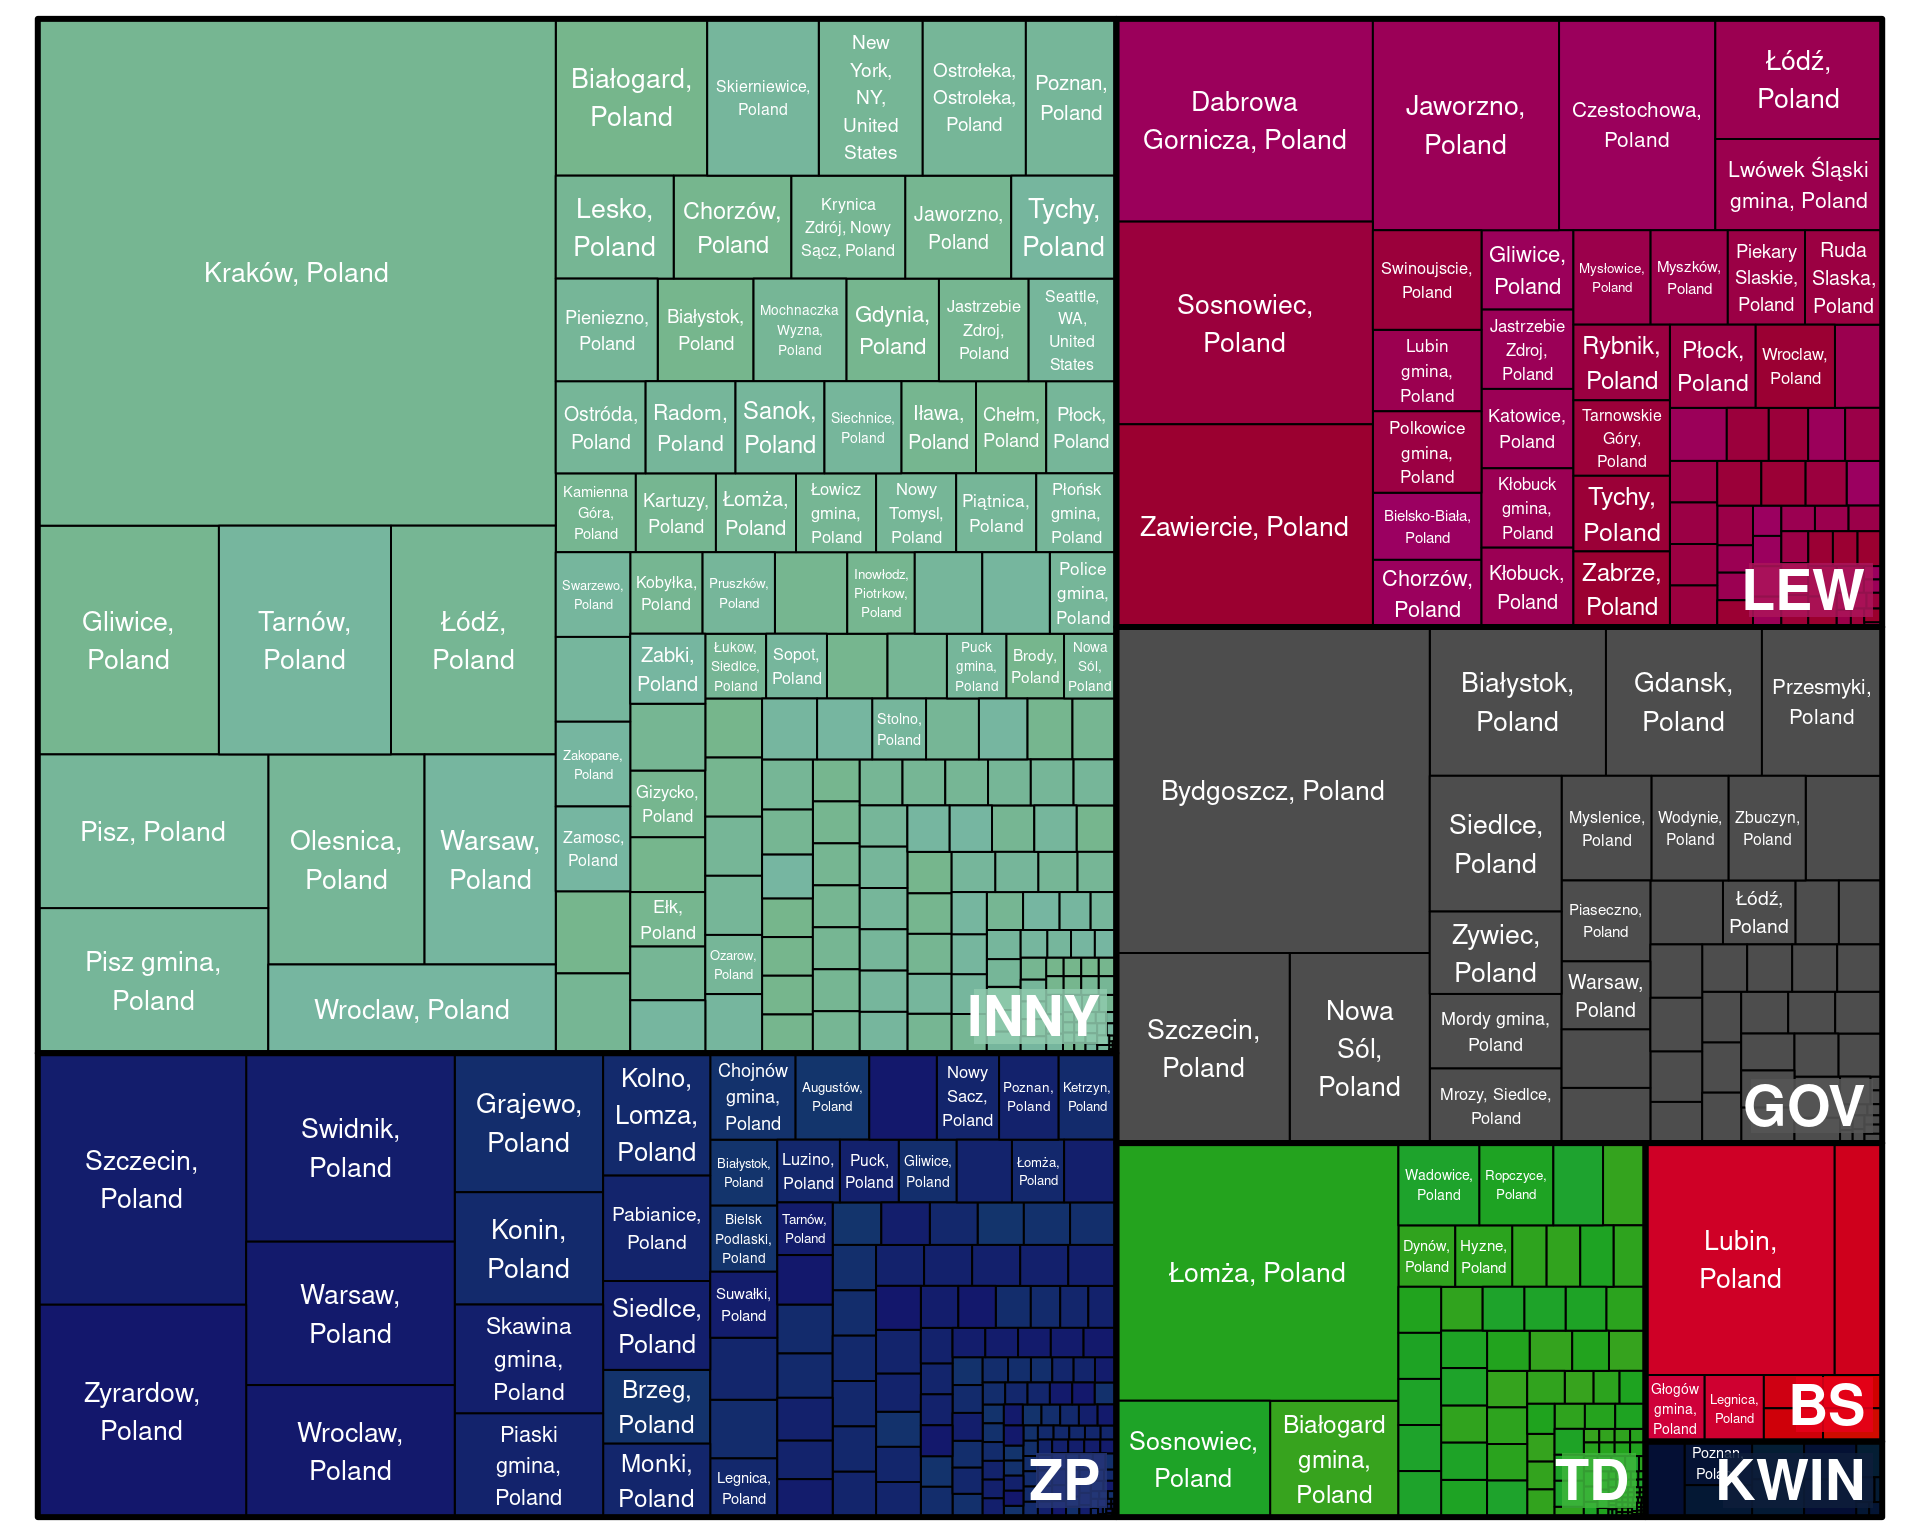 Kraków, Poland
Gliwice,
Poland
Tarnów,
Poland
Łódź,
Poland
Pisz, Poland
Pisz gmina,
Poland
Olesnica,
Poland
Warsaw,
Poland
Wroclaw, Poland
Białogard,
Poland
Skierniewice,
Poland
New
York,
NY,
United
States
Ostrołeka,
Ostroleka,
Poland
Poznan,
Poland
Lesko,
Poland
Chorzów,
Poland
Krynica
Zdrój, Nowy
Sącz, Poland
Jaworzno,
Poland
Tychy,
Poland
Pieniezno,
Poland
Białystok,
Poland
Mochnaczka
Wyzna,
Poland
Gdynia,
Poland
Jastrzebie
Zdroj,
Poland
Seattle,
WA,
United
States
Ostróda,
Poland
Radom,
Poland
Sanok,
Poland
Siechnice,
Poland
Iława,
Poland
Chełm,
Poland
Płock,
Poland
Kamienna
Góra,
Poland
Kartuzy,
Poland
Łomża,
Poland
Łowicz
gmina,
Poland
Nowy
Tomysl,
Poland
Piątnica,
Poland
Płońsk
gmina,
Poland
Swarzewo,
Poland
Kobyłka,
Poland
Pruszków,
Poland
Inowłodz,
Piotrkow,
Poland
Police
gmina,
Poland
Zabki,
Poland
Łukow,
Siedlce,
Poland
Sopot,
Poland
Puck
gmina,
Poland
Brody,
Poland
Nowa
Sól,
Poland
Zakopane,
Poland
Stolno,
Poland
Gizycko,
Poland
Zamosc,
Poland
Ełk,
Poland
Ozarow,
Poland
INNY
Dabrowa
Gornicza, Poland
Sosnowiec,
Poland
Zawiercie, Poland
Jaworzno,
Poland
Czestochowa,
Poland
Łódź,
Poland
Lwówek Śląski
gmina, Poland
Swinoujscie,
Poland
Lubin
gmina,
Poland
Polkowice
gmina,
Poland
Bielsko-Biała,
Poland
Chorzów,
Poland
Gliwice,
Poland
Jastrzebie
Zdroj,
Poland
Katowice,
Poland
Kłobuck
gmina,
Poland
Kłobuck,
Poland
Mysłowice,
Poland
Myszków,
Poland
Piekary
Slaskie,
Poland
Ruda
Slaska,
Poland
Rybnik,
Poland
Tarnowskie
Góry,
Poland
Tychy,
Poland
Zabrze,
Poland
Płock,
Poland
Wroclaw,
Poland
LEW
Bydgoszcz, Poland
Szczecin,
Poland
Nowa
Sól,
Poland
Białystok,
Poland
Gdansk,
Poland
Przesmyki,
Poland
Siedlce,
Poland
Zywiec,
Poland
Mordy gmina,
Poland
Mrozy, Siedlce,
Poland
Myslenice,
Poland
Wodynie,
Poland
Zbuczyn,
Poland
Piaseczno,
Poland
Warsaw,
Poland
Łódź,
Poland
GOV
Szczecin,
Poland
Zyrardow,
Poland
Swidnik,
Poland
Warsaw,
Poland
Wroclaw,
Poland
Grajewo,
Poland
Konin,
Poland
Skawina
gmina,
Poland
Piaski
gmina,
Poland
Kolno,
Lomza,
Poland
Pabianice,
Poland
Siedlce,
Poland
Brzeg,
Poland
Monki,
Poland
Chojnów
gmina,
Poland
Augustów,
Poland
Nowy
Sacz,
Poland
Poznan,
Poland
Ketrzyn,
Poland
Białystok,
Poland
Luzino,
Poland
Puck,
Poland
Gliwice,
Poland
Łomża,
Poland
Bielsk
Podlaski,
Poland
Tarnów,
Poland
Suwałki,
Poland
Legnica,
Poland
ZP
Łomża, Poland
Sosnowiec,
Poland
Białogard
gmina,
Poland
Wadowice,
Poland
Ropczyce,
Poland
Dynów,
Poland
Hyzne,
Poland
TD
Lubin,
Poland
Głogów
gmina,
Poland
Legnica,
Poland
BS
Poznan,
KWIN